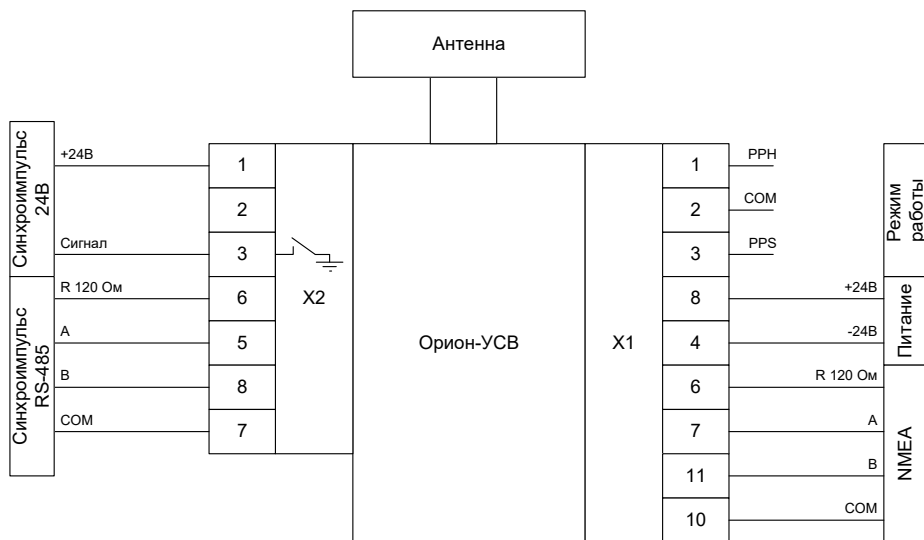 Антенна
Синхроимпульс
24В
+24В
Сигнал
Синхроимпульс
RS-485
R 120 Ом
A
B
COM
1
2
3
6
5
8
7
X2
Орион-УСВ
X1
1
2
3
8
4
6
7
11
10
PPH
COM
PPS
+24В
-24В
R 120 Ом
A
B
COM
Режим
работы
Питание
NMEA